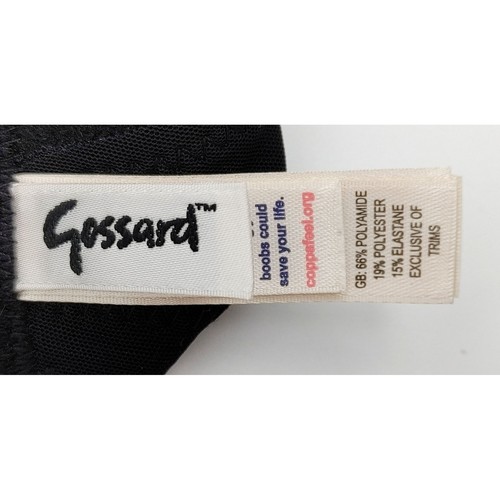 Gossard™
boobs could
save your life.
coppafeel.org
GB: 66% POLYAMIDE
19% POLYESTER
15% ELASTANE
EXCLUSIVE OF
TRIMS